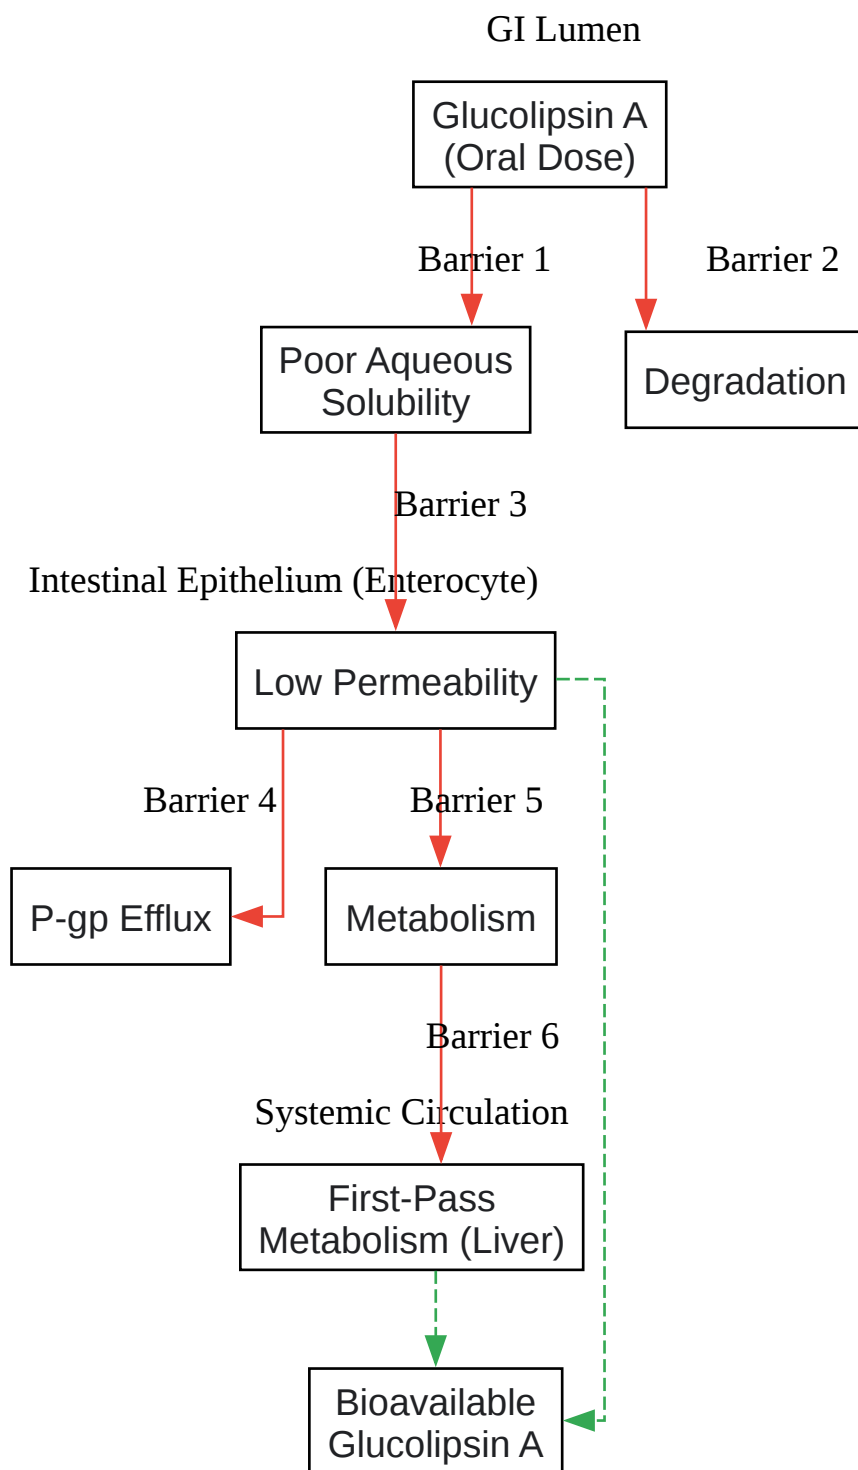 GI Lumen
Glucolipsin A
(Oral Dose)
Barrier 1
Barrier 2
Poor Aqueous
Solubility
Degradation
Barrier 3
Intestinal Epithelium (Enterocyte)
Low Permeability
Barrier 4
Barrier 5
P-gp Efflux
Metabolism
Barrier 6
Systemic Circulation
First-Pass
Metabolism (Liver)
Bioavailable
Glucolipsin A